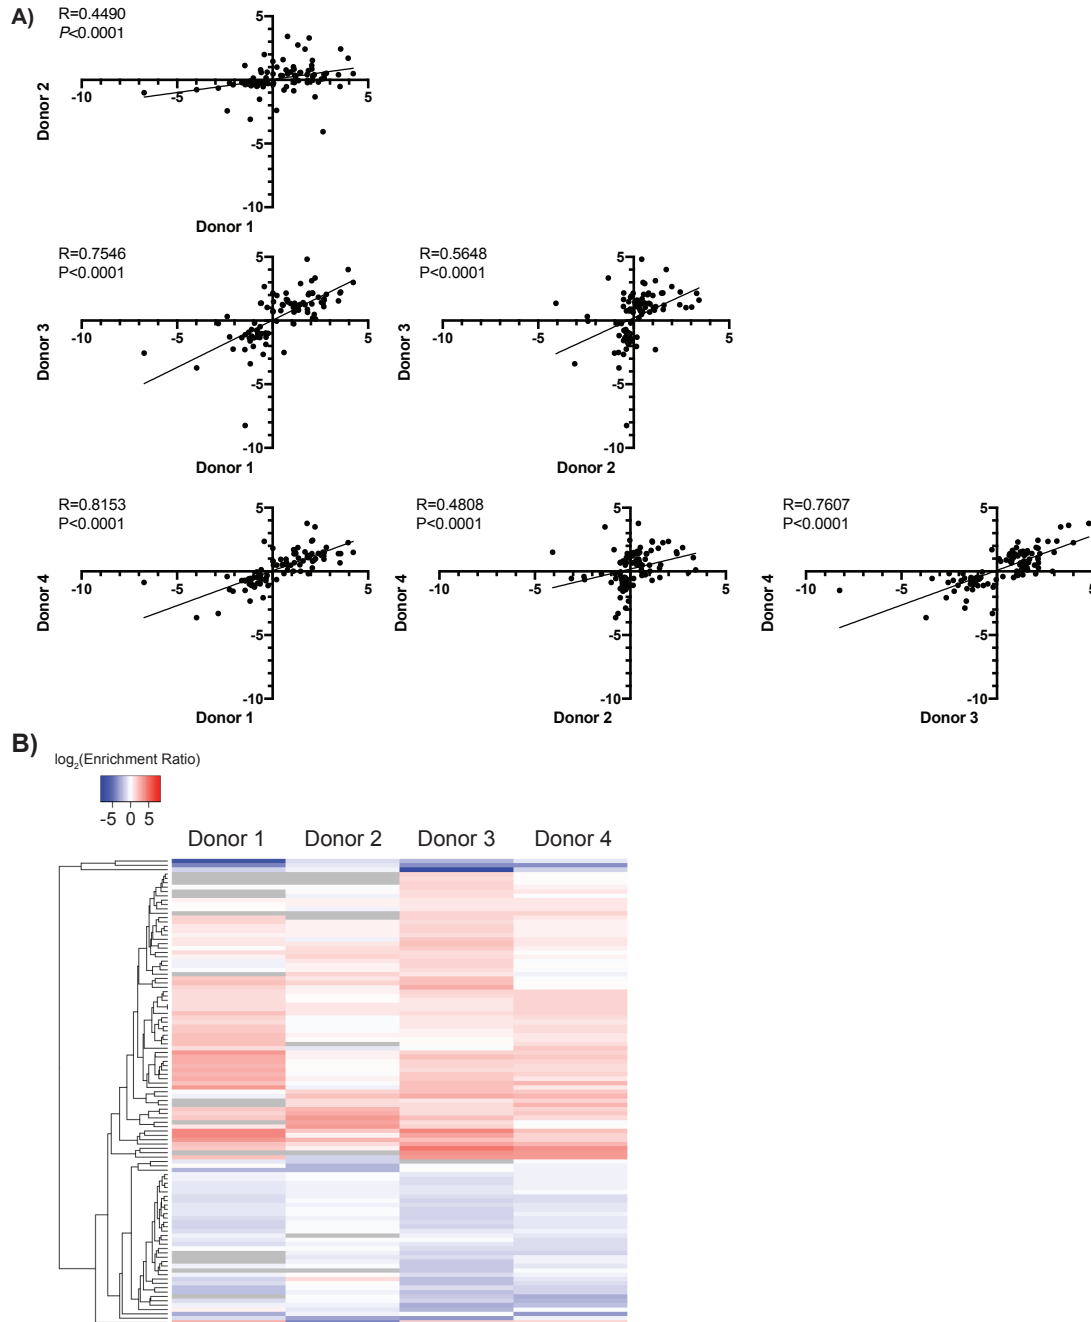 A)
R=0.4490
P<0.0001
5
-10 -5 5
-5
-10
Donor 2
Donor 1
R=0.7546
P<0.0001
5
-10 -5 5
-5
-10
Donor 3
Donor 1
R=0.5648
P<0.0001
5
-10 -5 5
-5
-10
Donor 3
Donor 2
R=0.8153
P<0.0001
5
-10 -5 5
-5
-10
Donor 4
Donor 1
R=0.4808
P<0.0001
5
-10 -5 5
-5
-10
Donor 4
Donor 2
R=0.7607
P<0.0001
5
-10 -5 5
-5
-10
Donor 4
Donor 3
B)
log2(Enrichment Ratio)
-5 0 5
Donor 1 Donor 2 Donor 3 Donor 4